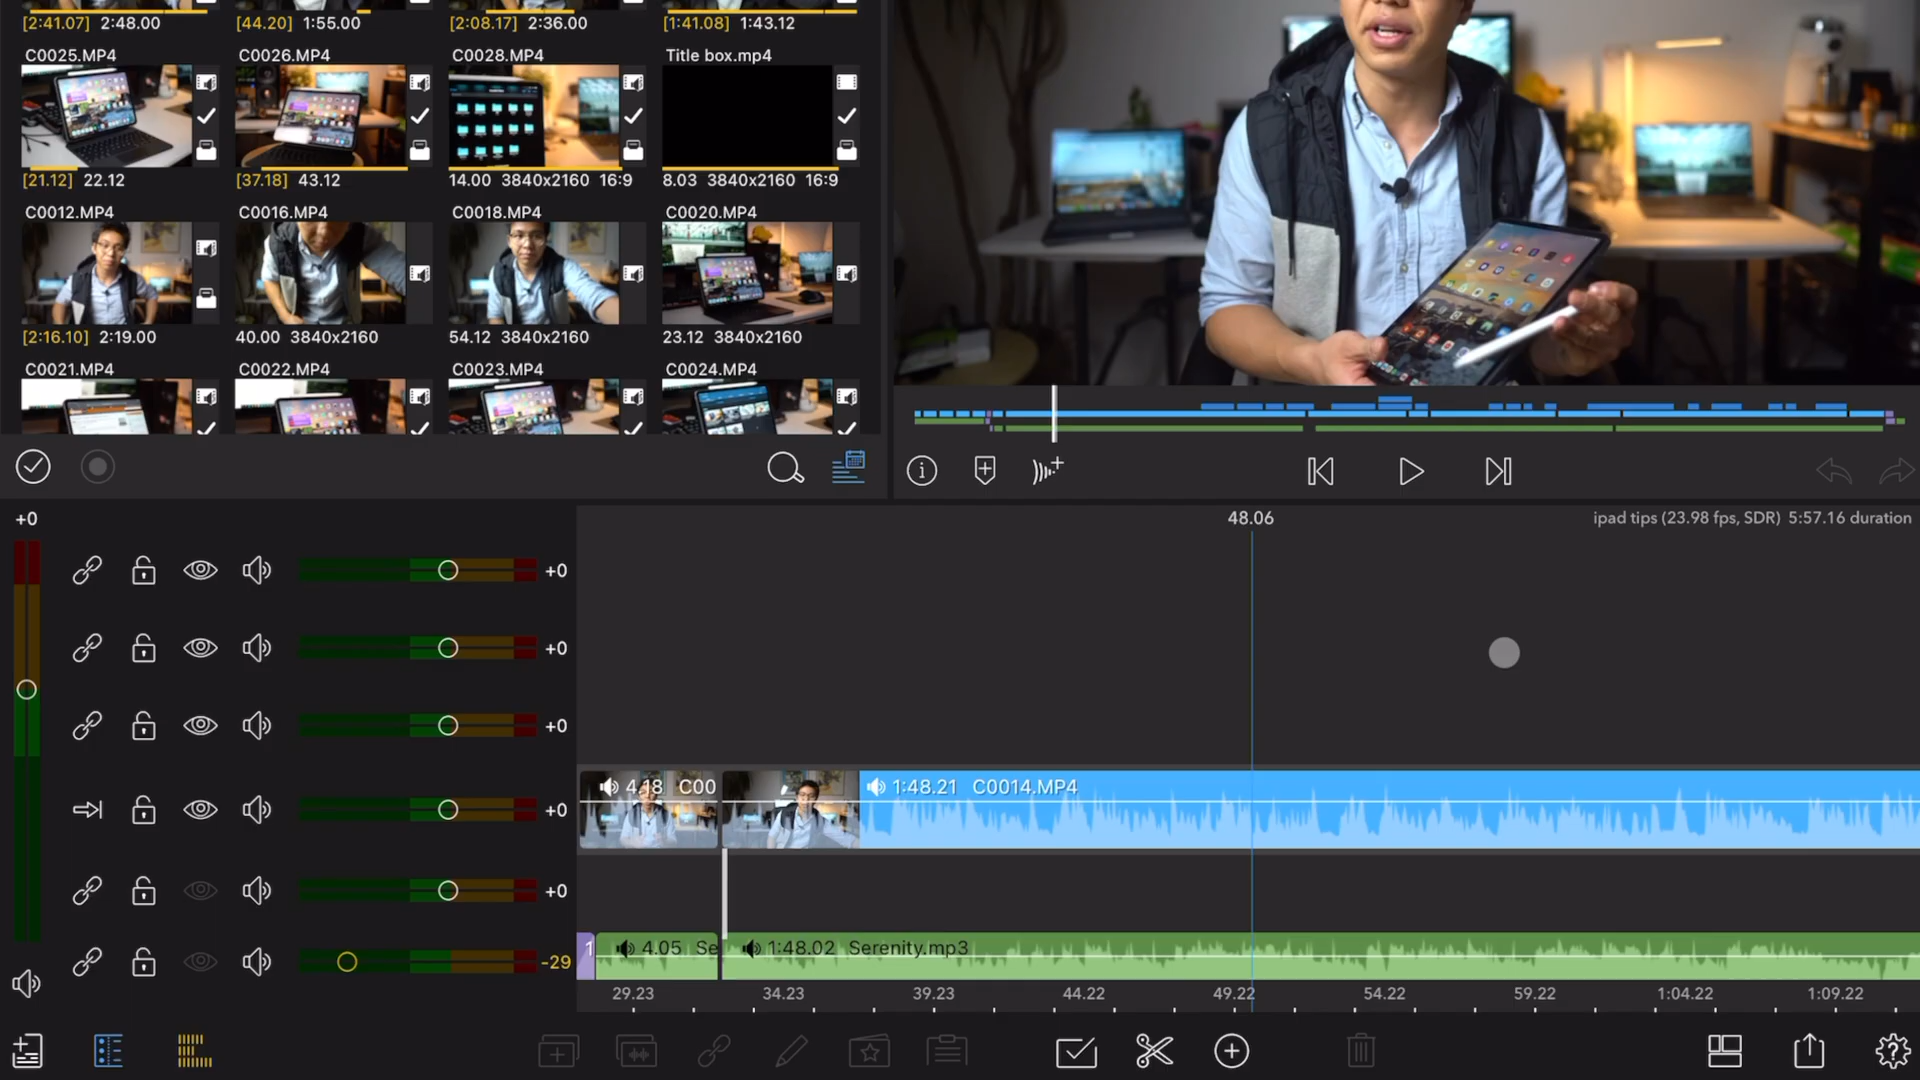 [2:41.07] 2:48.00 [44.20] 1:55.00 [2:08.17] 2:36.00 [1:41.08] 1:43.12
C0025.MP4 C0026.MP4 C0028.MP4 Title box.mp4
[21.12] 22.12 [37.18] 43.12 14.00 3840x2160 16:9 8.03 3840x2160 16:9
C0012.MP4 C0016.MP4 C0018.MP4 C0020.MP4
[2:16.10] 2:19.00 40.00 3840x2160 54.12 3840x2160 23.12 3840x2160
C0021.MP4 C0022.MP4 C0023.MP4 C0024.MP4
+0 48.06 ipad tips (23.98 fps, SDR) 5:57.16 duration
+0
+0
+0
4.18 C00 1:48.21 C0014.MP4
+0
+0
-29 1 4.05 Se 1:48.02 Serenity.mp3
29.23 34.23 39.23 44.22 49.22 54.22 59.22 1:04.22 1:09.22